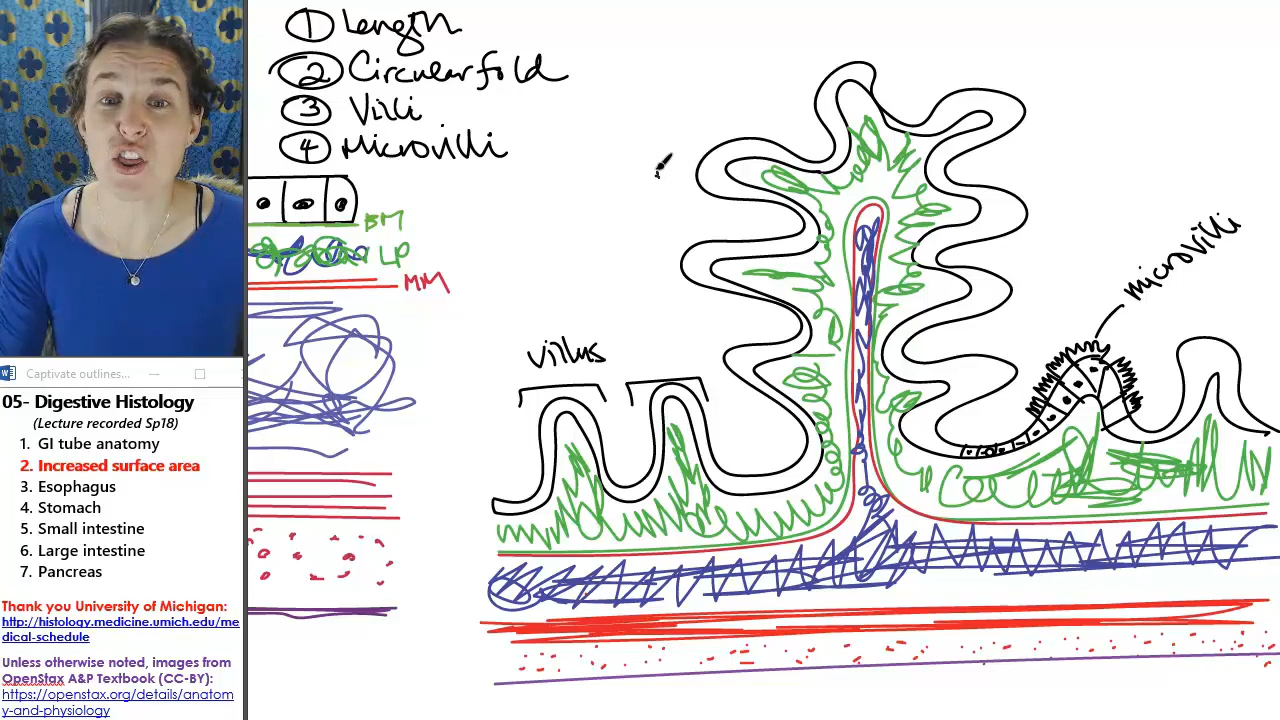 ① Length
② Circular fold
③ Villi
④ Microvilli
BM
LP
MM
villus
microvilli
Captivate outlines...
05- Digestive Histology
(Lecture recorded Sp18)
1. GI tube anatomy
2. Increased surface area
3. Esophagus
4. Stomach
5. Small intestine
6. Large intestine
7. Pancreas
Thank you University of Michigan:
http://histology.medicine.umich.edu/me
dical-schedule
Unless otherwise noted, images from
OpenStax A&P Textbook (CC-BY):
https://openstax.org/details/anatom
y-and-physiology